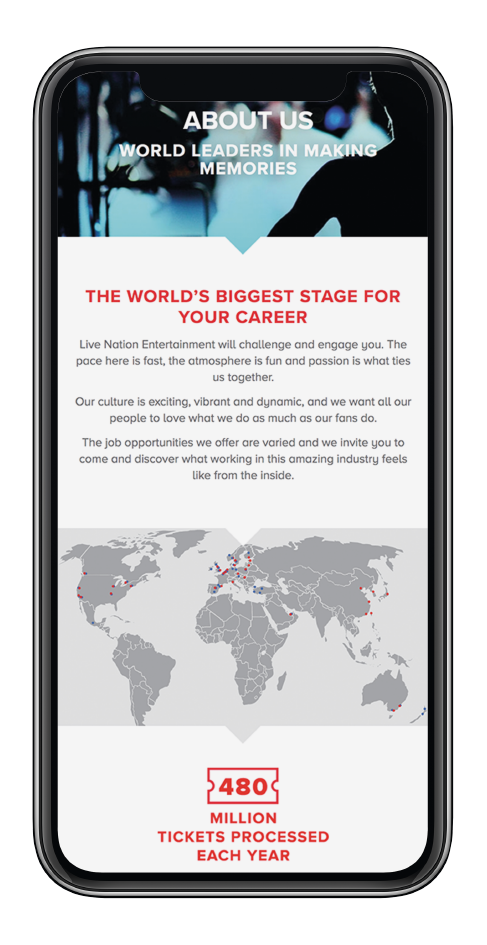 ABOUT US
WORLD LEADERS IN MAKING
MEMORIES
THE WORLD'S BIGGEST STAGE FOR
YOUR CAREER
Live Nation Entertainment will challenge and engage you. The
pace here is fast, the atmosphere is fun and passion is what ties
us together.
Our culture is exciting, vibrant and dynamic, and we want all our
people to love what we do as much as our fans do.
The job opportunities we offer are varied and we invite you to
come and discover what working in this amazing industry feels
like from the inside.
480
MILLION
TICKETS PROCESSED
EACH YEAR